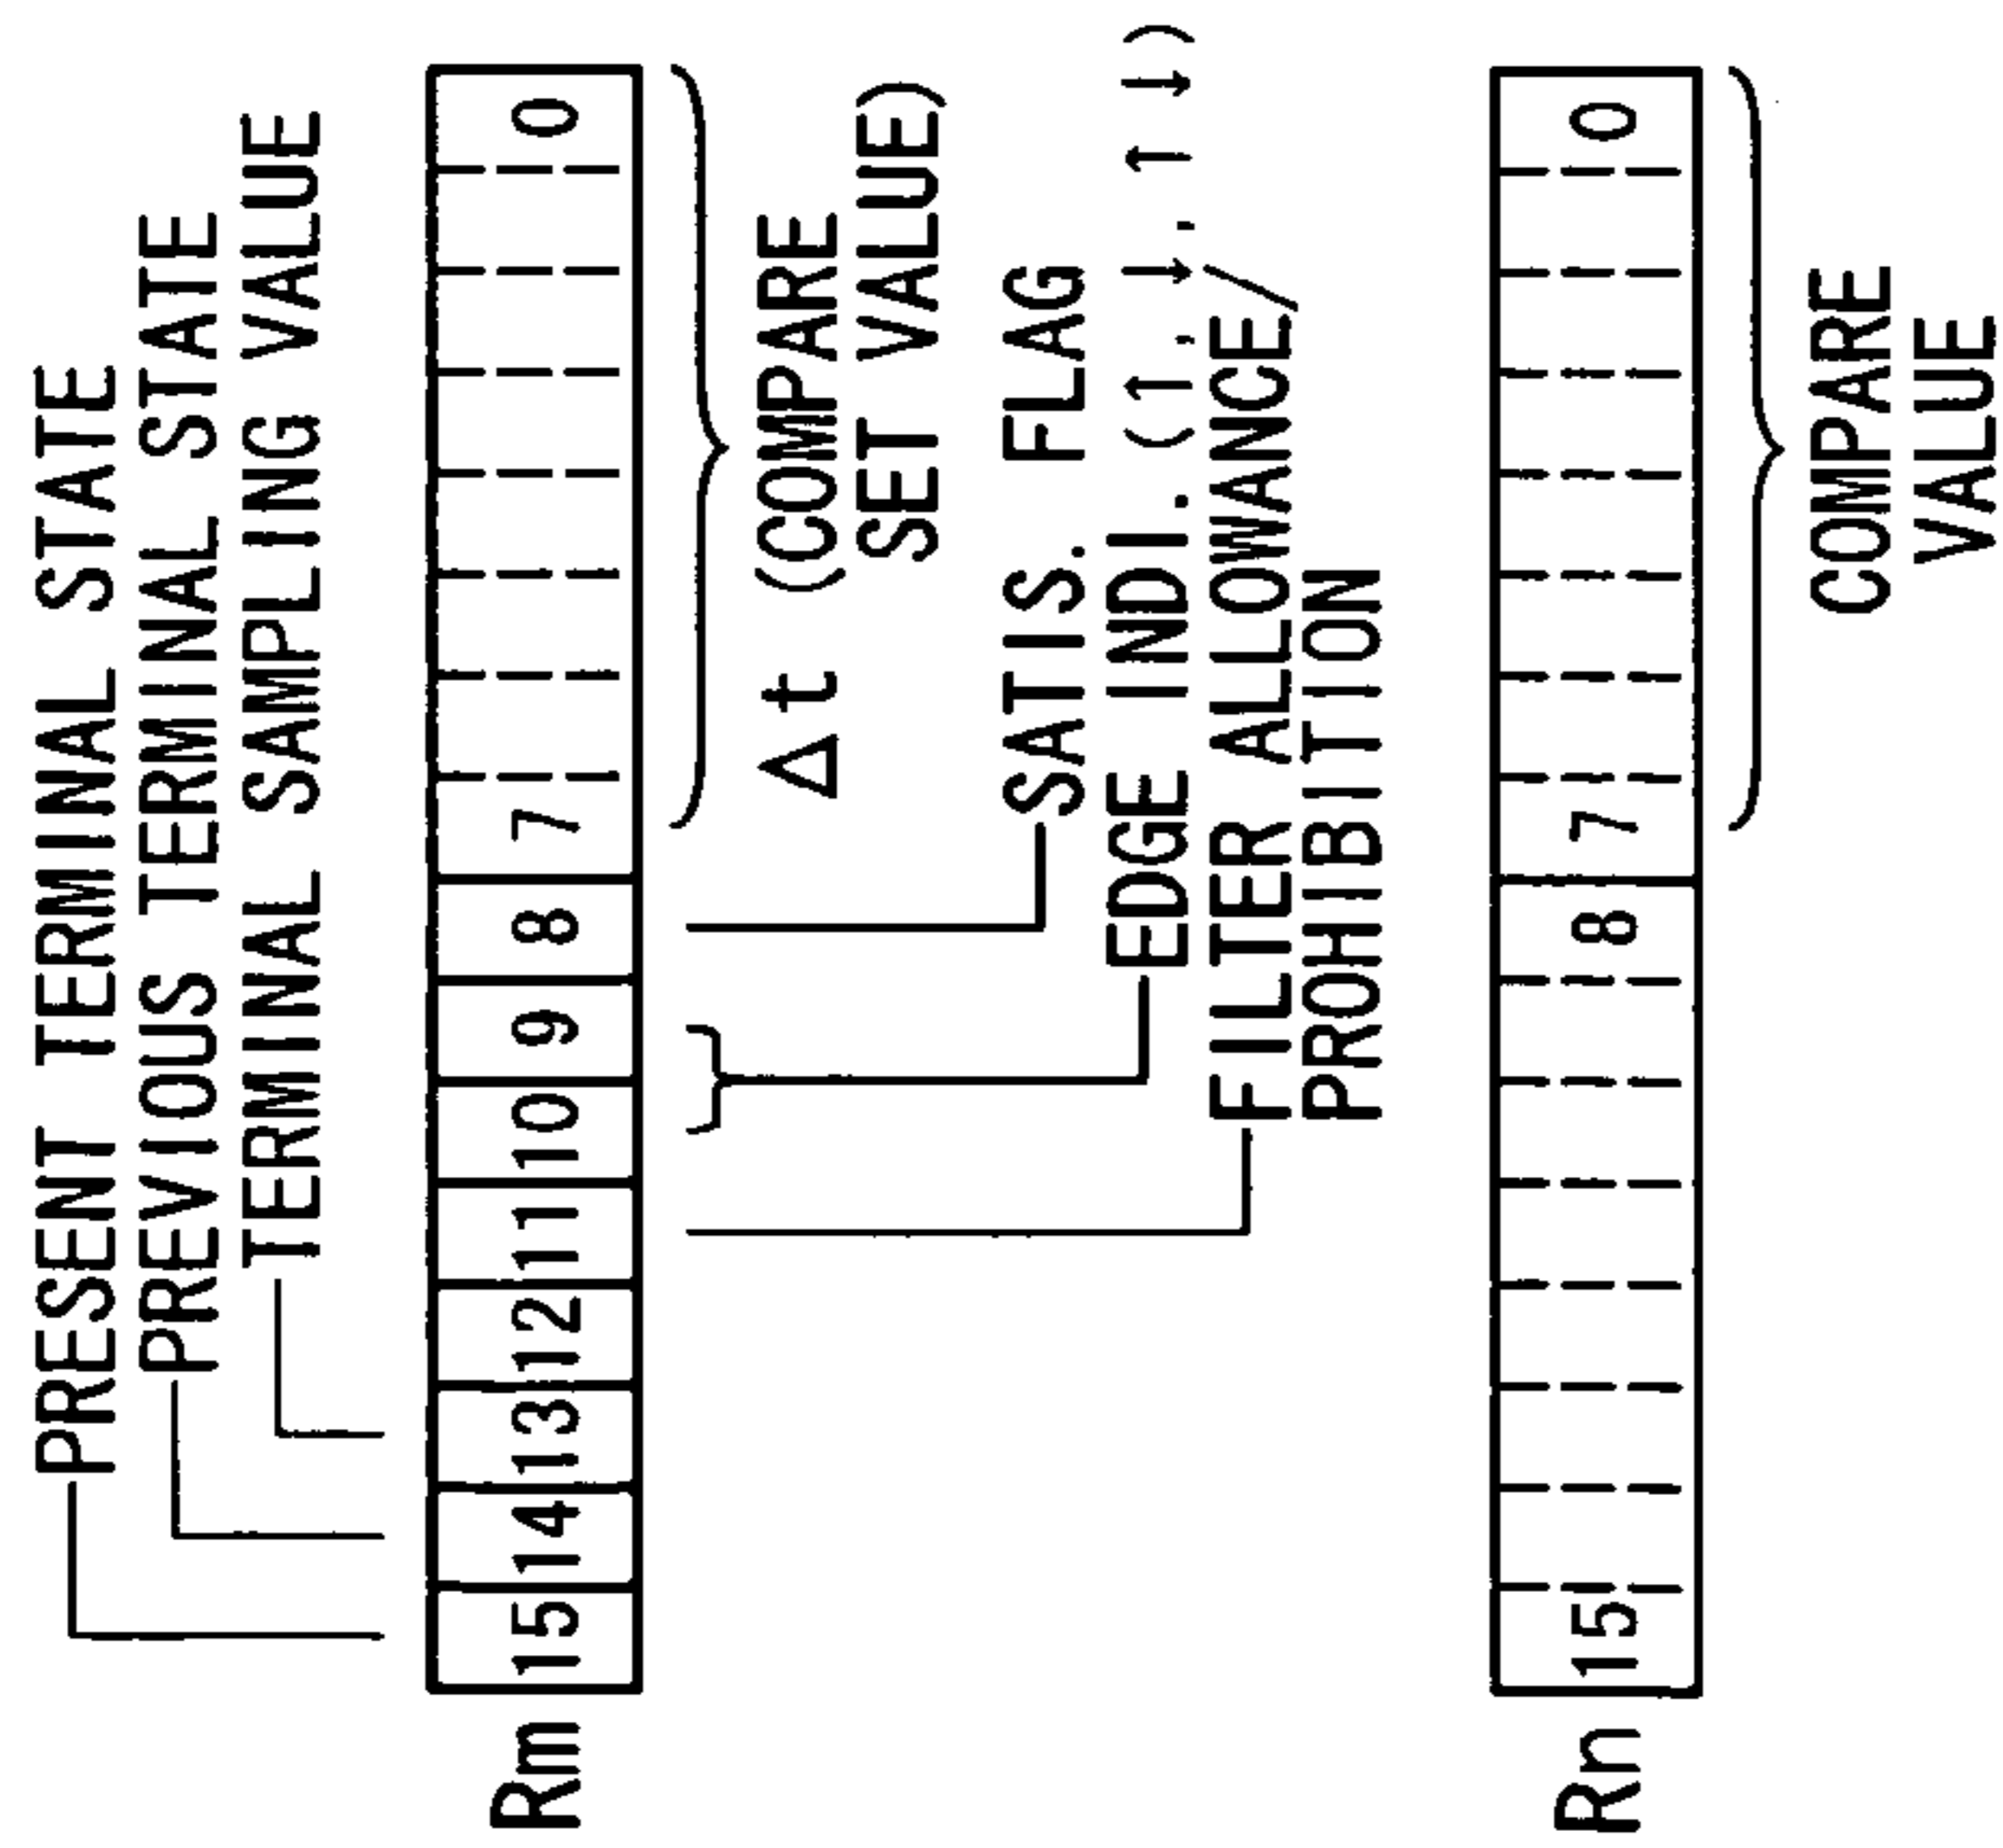 PRESENT TERMINAL STATE
PREVIOUS TERMINAL STATE
TERMINAL SAMPLING VALUE
Rm 15 14 13 12 11 10 9 8 7 0
Δt (COMPARE
SET VALUE)
SATIS. FLAG
EDGE INDI. (↑, ↓, ↑↓)
FILTER ALLOWANCE/
PROHIBITION
Rn 15 8 7 0
COMPARE
VALUE